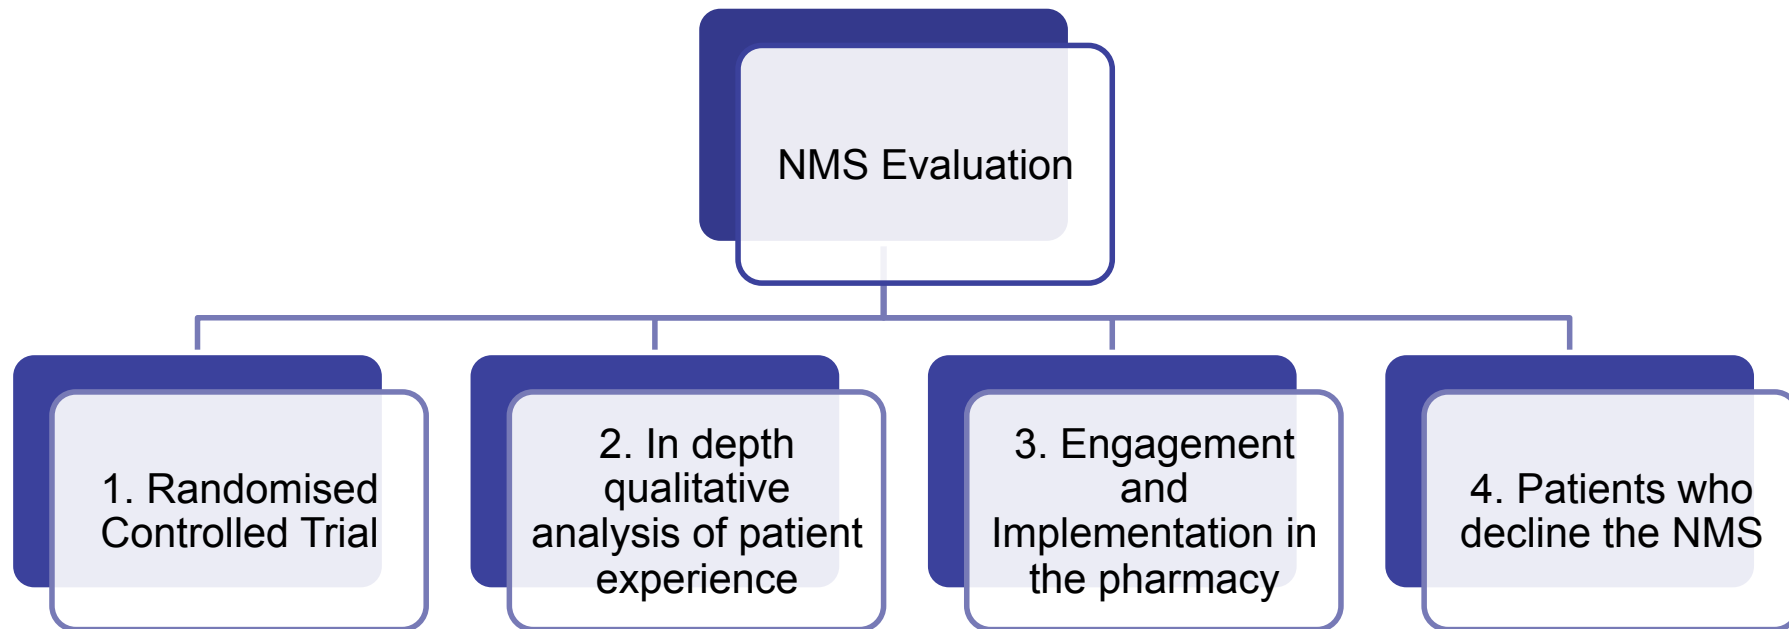 NMS Evaluation
1. Randomised
Controlled Trial
2. In depth
qualitative
analysis of patient
experience
3. Engagement
and
Implementation in
the pharmacy
4. Patients who
decline the NMS